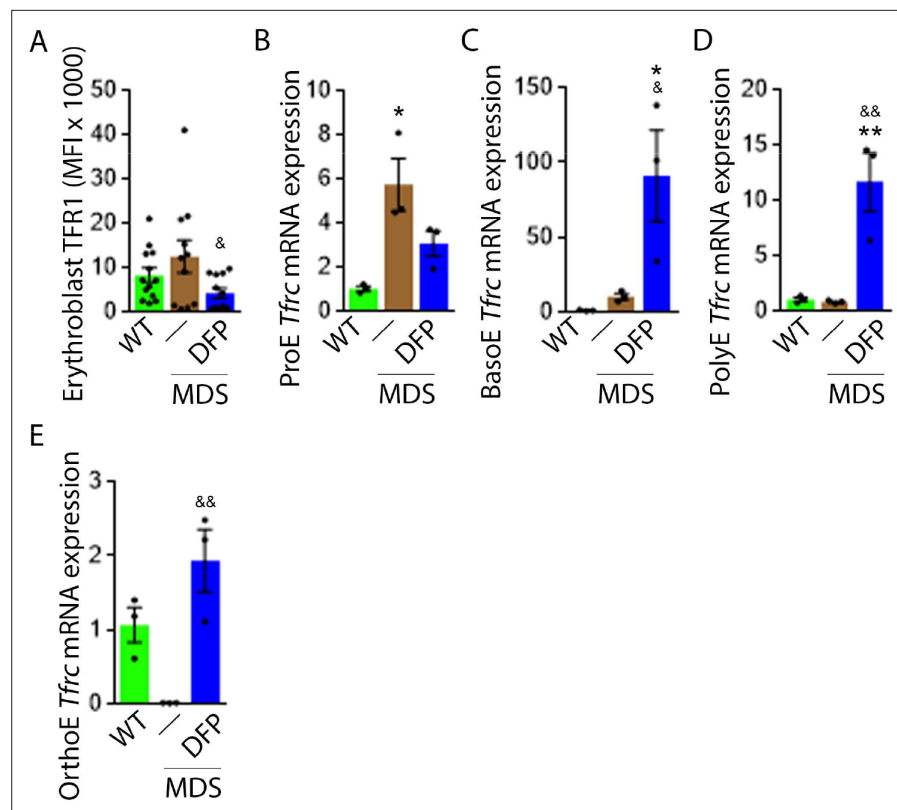 A
Erythroblast TFR1 (MFI x 1000)
50
40
30
20
10
0
&
WT
—
DFP
MDS
B
ProE Tfrc mRNA expression
10
8
6
4
2
0
*
WT
—
DFP
MDS
C
BasoE Tfrc mRNA expression
150
100
50
0
*
&
WT
—
DFP
MDS
D
PolyE Tfrc mRNA expression
20
15
10
5
0
&&
**
WT
—
DFP
MDS
E
OrthoE Tfrc mRNA expression
3
2
1
0
&&
WT
—
DFP
MDS